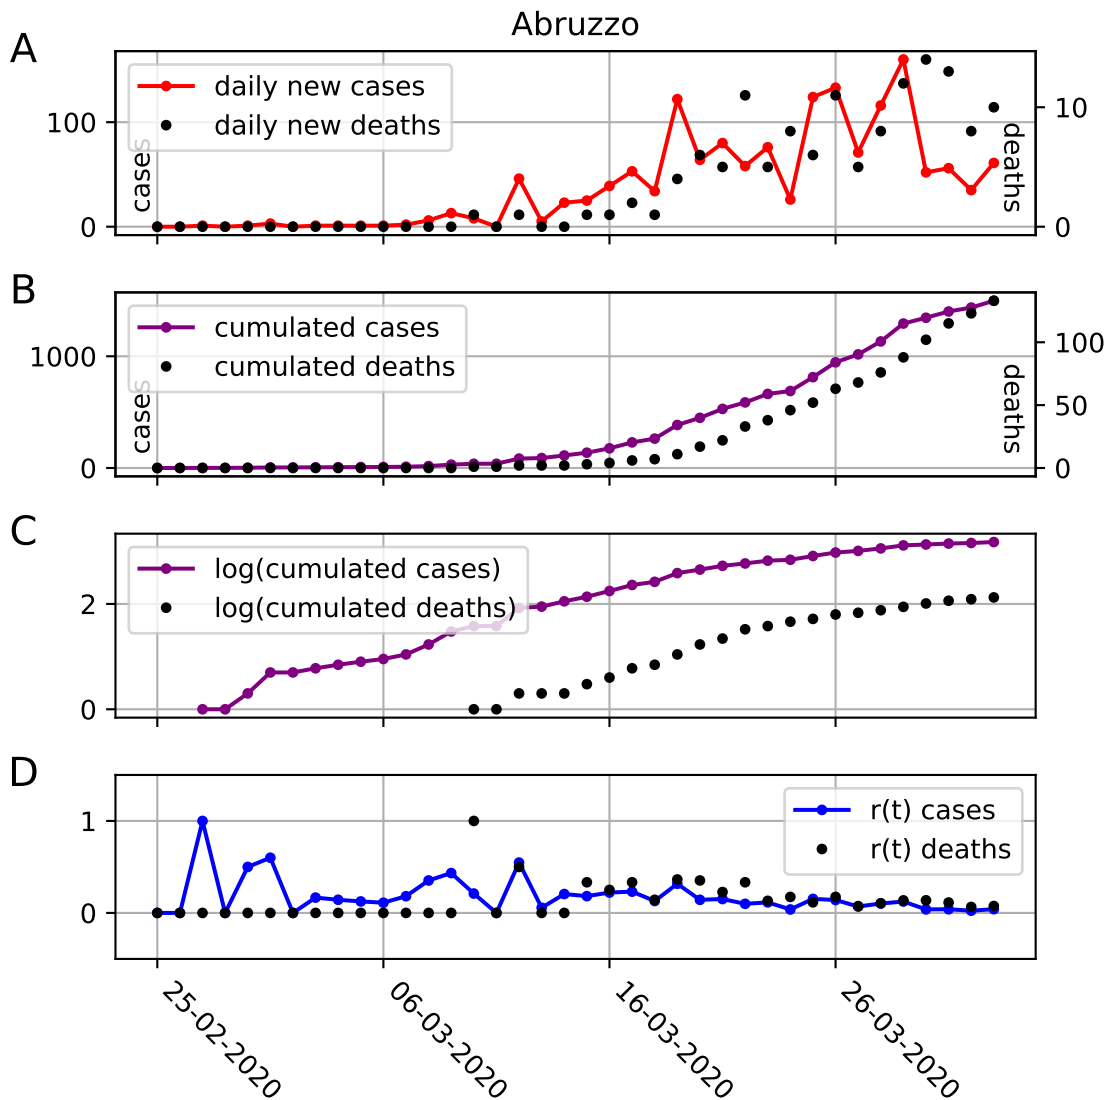 Abruzzo
A
daily new cases
daily new deaths
100
0
cases
10
0
deaths
B
cumulated cases
cumulated deaths
1000
0
cases
100
50
0
deaths
C
log(cumulated cases)
log(cumulated deaths)
2
0
D
r(t) cases
r(t) deaths
1
0
25-02-2020
06-03-2020
16-03-2020
26-03-2020